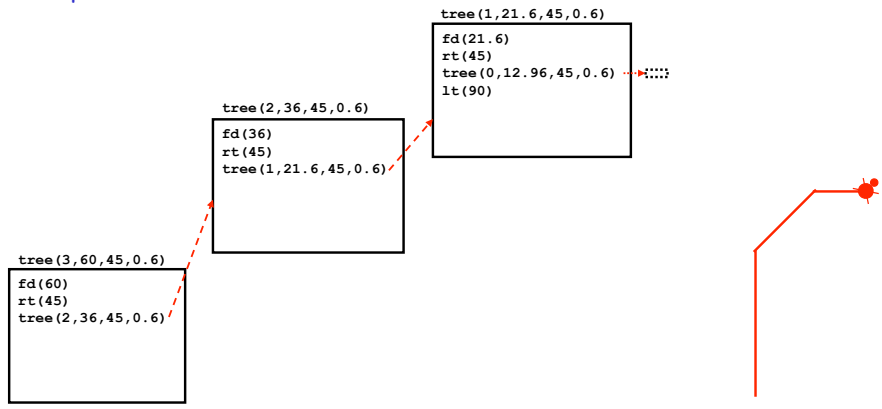 tree(1,21.6,45,0.6)
fd(21.6)
rt(45)
tree(0,12.96,45,0.6)
lt(90)
tree(2,36,45,0.6)
fd(36)
rt(45)
tree(1,21.6,45,0.6)
tree(3,60,45,0.6)
fd(60)
rt(45)
tree(2,36,45,0.6)